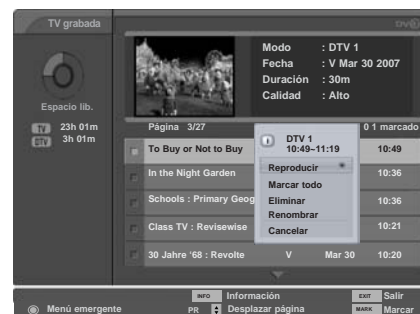 TV grabada
DVR
Modo : DTV 1
Fecha : V Mar 30 2007
Duración : 30m
Calidad : Alto
Espacio lib.
TV 23h 01m
DTV 3h 01m
Página 3/27 0 1 marcado
To Buy or Not to Buy 10:49
In the Night Garden 10:36
Schools : Primary Geog 10:36
Class TV : Revisewise 10:21
30 Jahre '68 : Revolte V Mar 30 10:20
i DTV 1
10:49~11:19
Reproducir
Marcar todo
Eliminar
Renombrar
Cancelar
INFO Información EXIT Salir
Menú emergente PR Desplazar página MARK Marcar